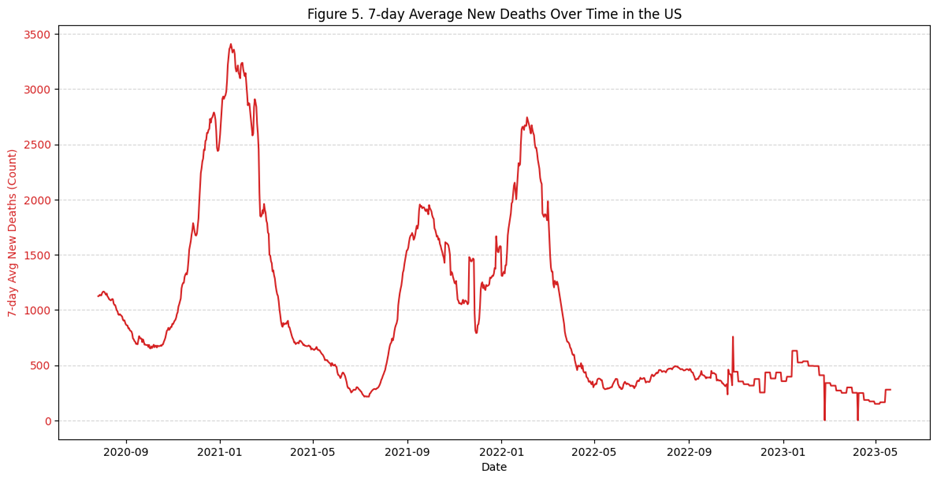 Figure 5. 7-day Average New Deaths Over Time in the US
7-day Avg New Deaths (Count)
3500
3000
2500
2000
1500
1000
500
0
2020-09 2021-01 2021-05 2021-09 2022-01 2022-05 2022-09 2023-01 2023-05
Date